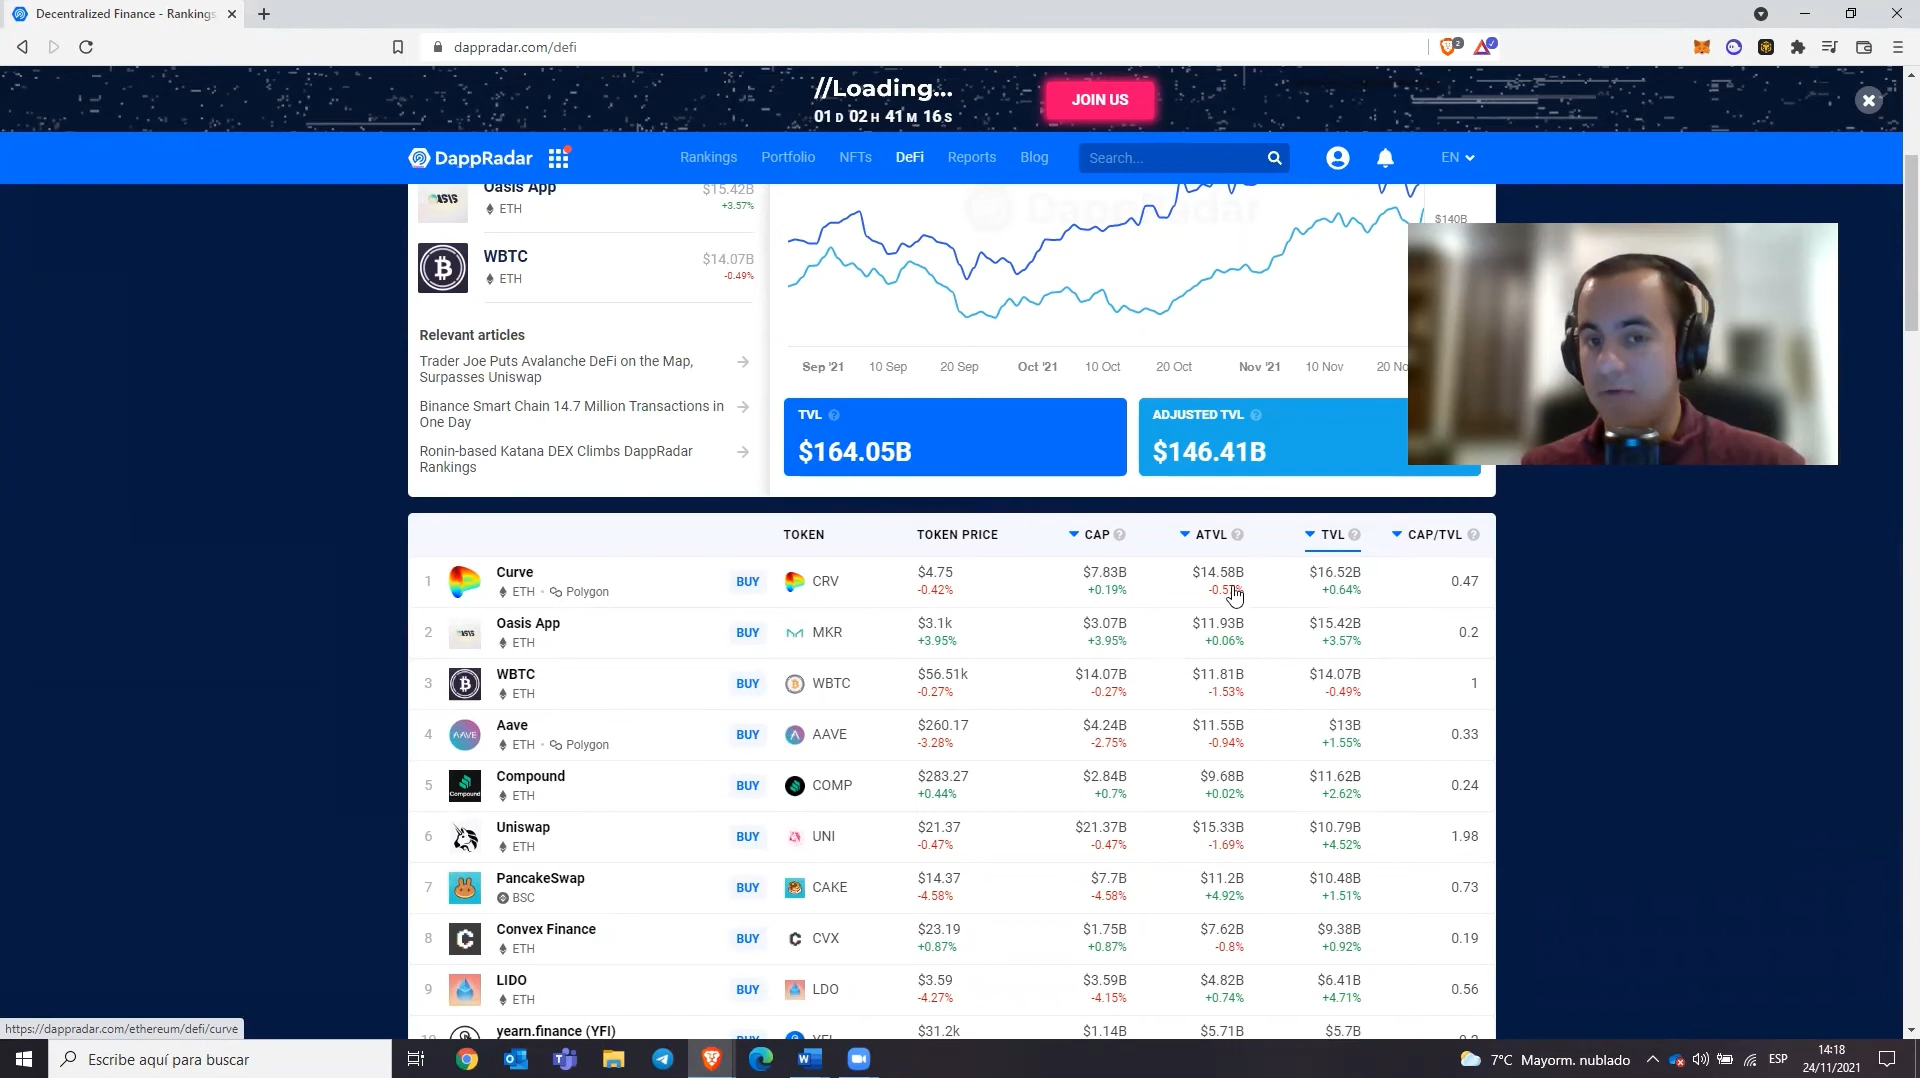 Decentralized Finance - Rankings
dappradar.com/defi
2
//Loading...
01 D 02 H 41 M 16 S
JOIN US
DappRadar
Rankings
Portfolio
NFTs
DeFi
Reports
Blog
Search...
EN
Oasis App
$15.42B
ETH
+3.57%
WBTC
$14.07B
ETH
-0.49%
Relevant articles
Trader Joe Puts Avalanche DeFi on the Map,
Surpasses Uniswap
Binance Smart Chain 14.7 Million Transactions in
One Day
Ronin-based Katana DEX Climbs DappRadar
Rankings
DappRadar
$140B
Sep '21 10 Sep 20 Sep Oct '21 10 Oct 20 Oct Nov '21 10 Nov 20 No
TVL
$164.05B
ADJUSTED TVL
$146.41B
TOKEN TOKEN PRICE CAP ATVL TVL CAP/TVL
1 Curve BUY CRV $4.75 $7.83B $14.58B $16.52B 0.47
ETH • Polygon -0.42% +0.19% +0.64%
2 Oasis App BUY MKR $3.1k $3.07B $11.93B $15.42B 0.2
ETH +3.95% +3.95% +0.06% +3.57%
3 WBTC BUY WBTC $56.51k $14.07B $11.81B $14.07B 1
ETH -0.27% -0.27% -1.53% -0.49%
4 Aave BUY AAVE $260.17 $4.24B $11.55B $13B 0.33
ETH • Polygon -3.28% -2.75% -0.94% +1.55%
5 Compound BUY COMP $283.27 $2.84B $9.68B $11.62B 0.24
ETH +0.44% +0.7% +0.02% +2.62%
6 Uniswap BUY UNI $21.37 $21.37B $15.33B $10.79B 1.98
ETH -0.47% -0.47% -1.69% +4.52%
7 PancakeSwap BUY CAKE $14.37 $7.7B $11.2B $10.48B 0.73
BSC -4.58% -4.58% +4.92% +1.51%
8 Convex Finance BUY CVX $23.19 $1.75B $7.62B $9.38B 0.19
ETH +0.87% +0.87% -0.8% +0.92%
9 LIDO BUY LDO $3.59 $3.59B $4.82B $6.41B 0.56
ETH -4.27% -4.15% +0.74% +4.71%
yearn.finance (YFI) $31.2k $1.14B $5.71B $5.7B
https://dappradar.com/ethereum/defi/curve
Escribe aquí para buscar
7°C Mayorm. nublado
ESP
14:18
24/11/2021